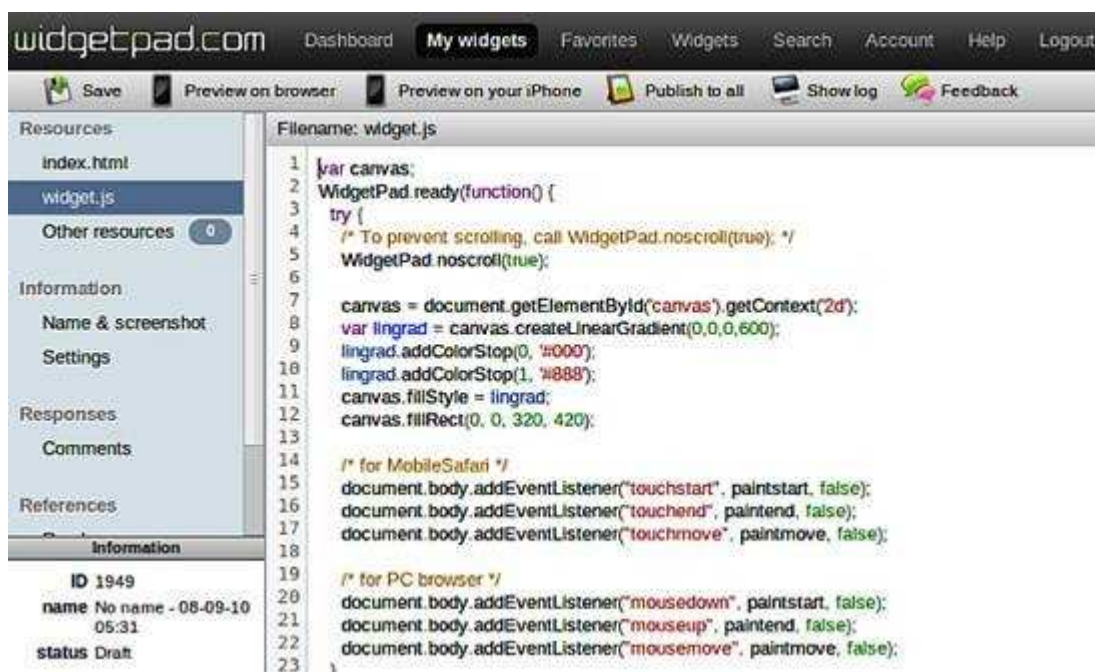 widgetpad.com Dashboard My widgets Favorites Widgets Search Account Help Logout
Save Preview on browser Preview on your iPhone Publish to all Show log Feedback
Resources
index.html
widget.js
Other resources 0
Information
Name & screenshot
Settings
Responses
Comments
References
Information
ID 1949
name No name - 08-09-10
05:31
status Draft
Filename: widget.js
1 var canvas;
2 WidgetPad.ready(function() {
3 try {
4 /* To prevent scrolling, call WidgetPad.noscroll(true); */
5 WidgetPad.noscroll(true);
6
7 canvas = document.getElementById('canvas').getContext('2d');
8 var lingrad = canvas.createLinearGradient(0,0,0,600);
9 lingrad.addColorStop(0, '#000');
10 lingrad.addColorStop(1, '#888');
11 canvas.fillStyle = lingrad;
12 canvas.fillRect(0, 0, 320, 420);
13
14 /* for MobileSafari */
15 document.body.addEventListener("touchstart", paintstart, false);
16 document.body.addEventListener("touchend", paintend, false);
17 document.body.addEventListener("touchmove", paintmove, false);
18
19 /* for PC browser */
20 document.body.addEventListener("mousedown", paintstart, false);
21 document.body.addEventListener("mouseup", paintend, false);
22 document.body.addEventListener("mousemove", paintmove, false);
23